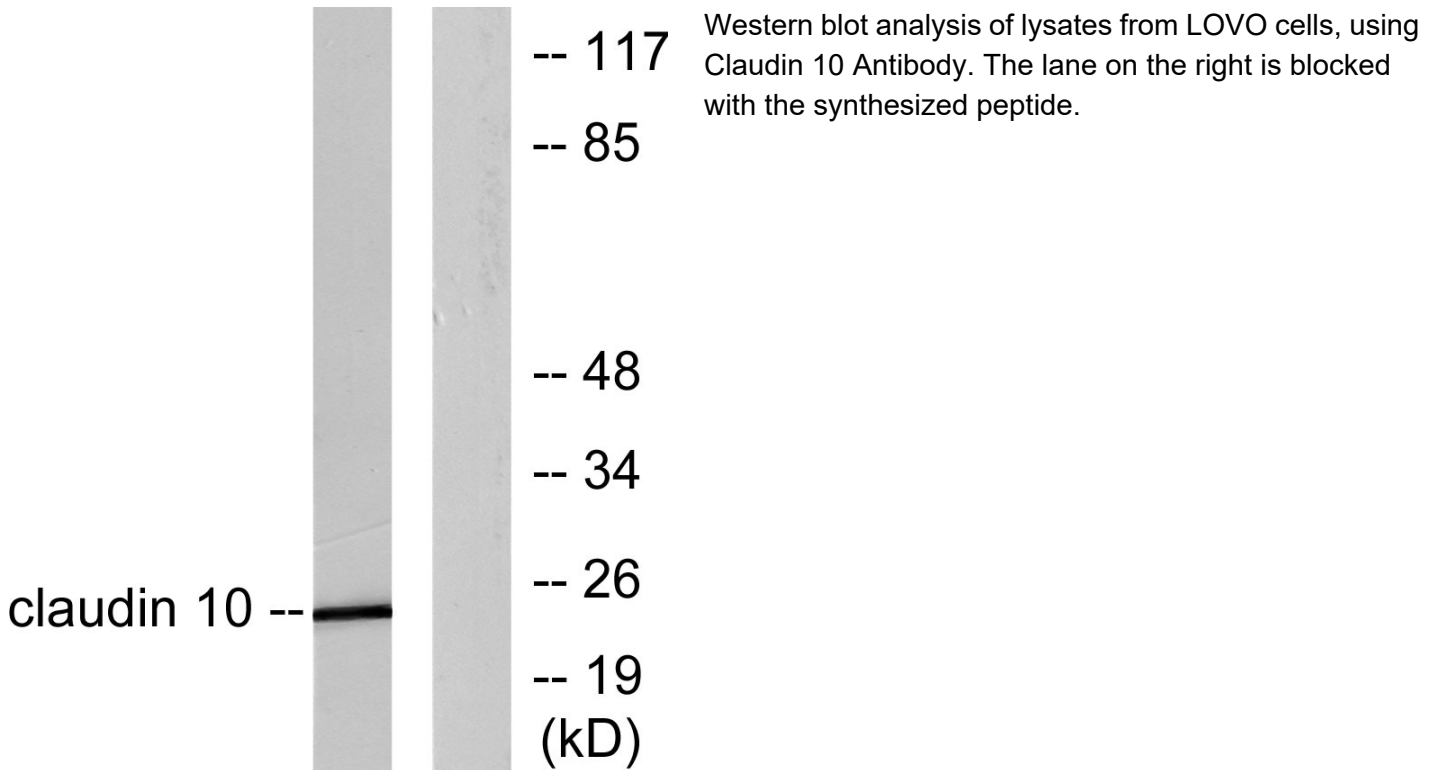 Western blot analysis of lysates from LOVO cells, using
Claudin 10 Antibody. The lane on the right is blocked
with the synthesized peptide.
-- 117
-- 85
-- 48
-- 34
-- 26
claudin 10 --
-- 19
(kD)